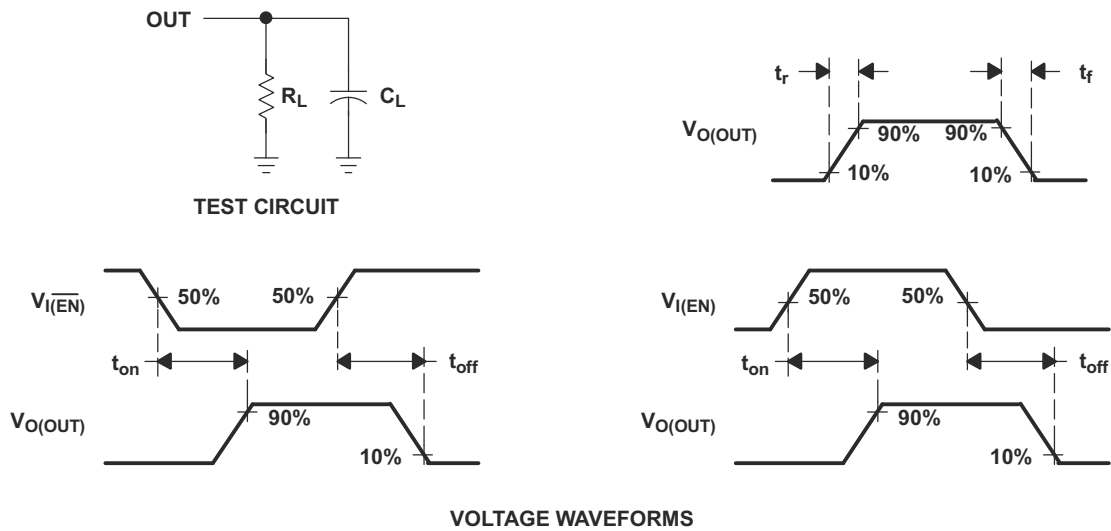 OUT
R_L
C_L
TEST CIRCUIT
t_r
t_f
V_O(OUT)
90%
90%
10%
10%
V_I(E̅N̅)
50%
50%
t_on
t_off
V_O(OUT)
90%
10%
V_I(EN)
50%
50%
t_on
t_off
V_O(OUT)
90%
10%
VOLTAGE WAVEFORMS